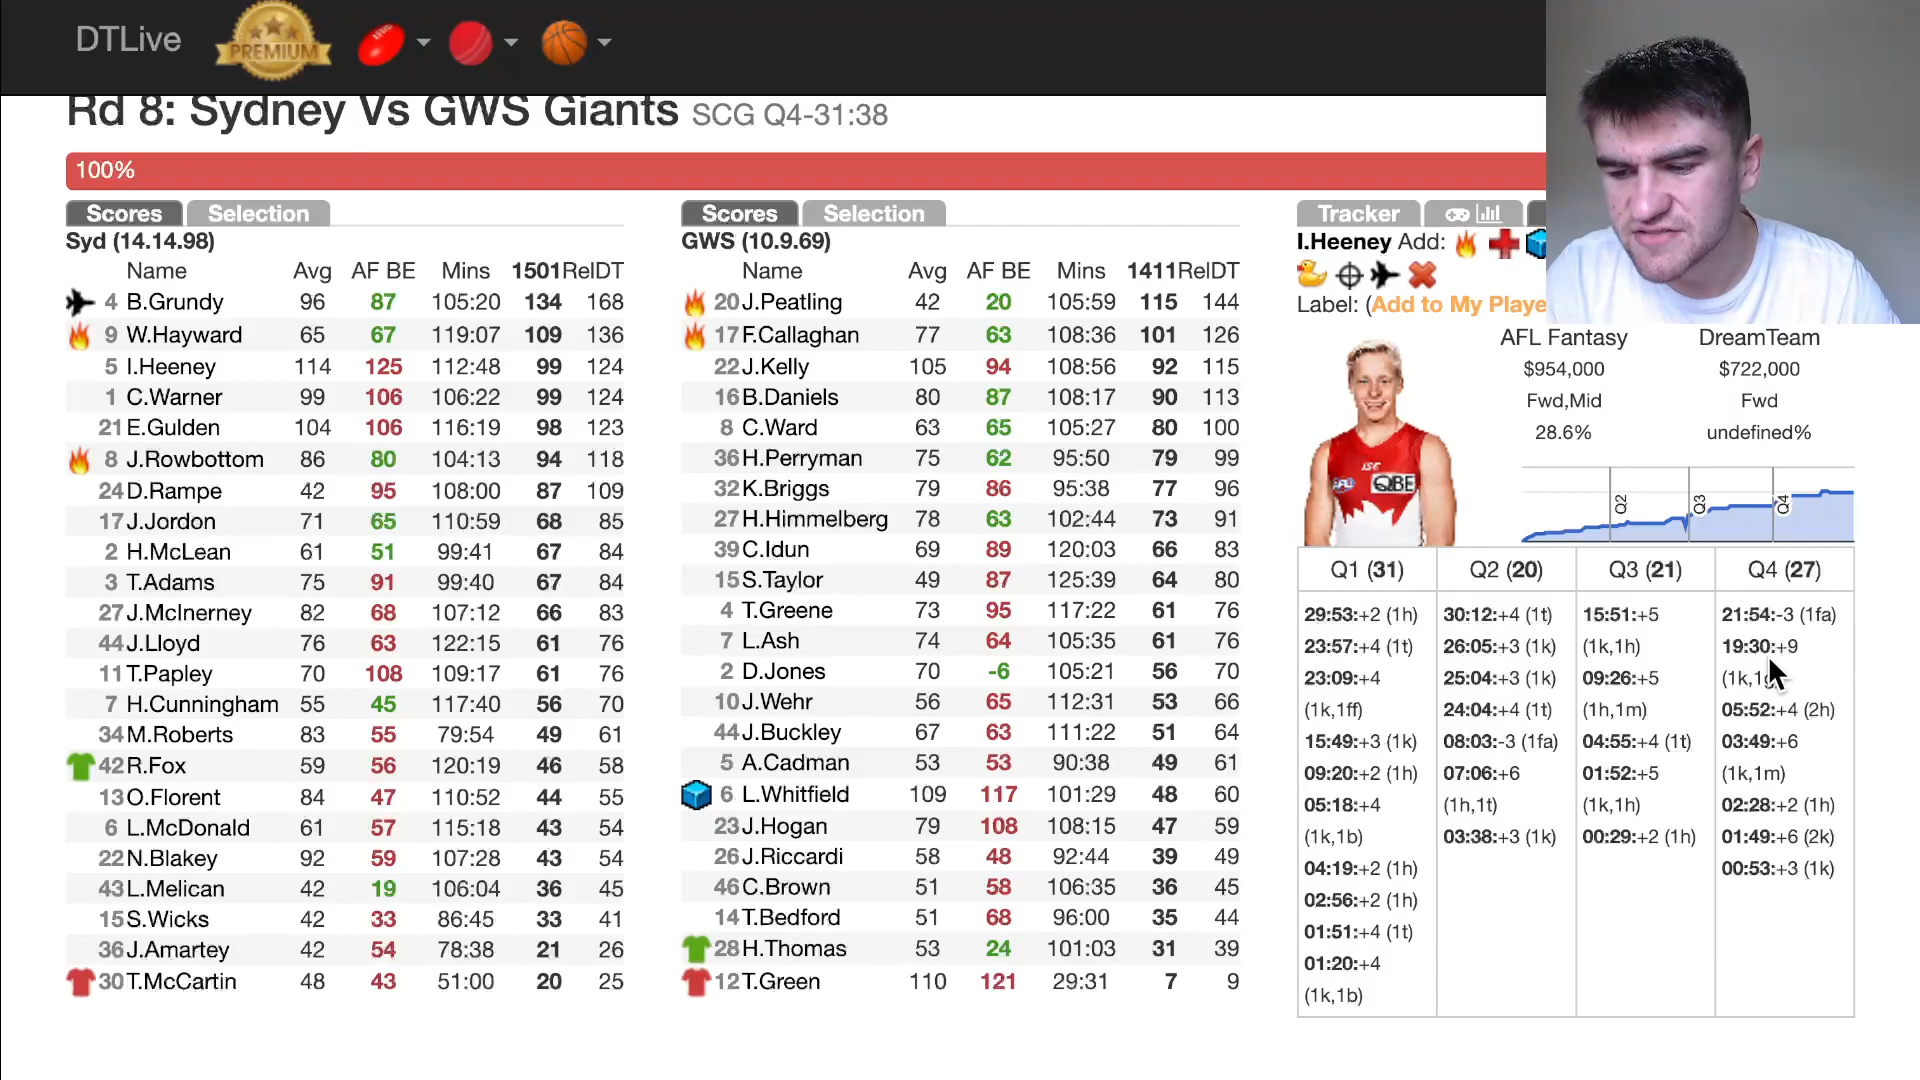 DTLive
PREMIUM
Rd 8: Sydney Vs GWS Giants SCG Q4-31:38
100%
Scores Selection
Syd (14.14.98)
Name Avg AF BE Mins 1501 RelDT
4 B.Grundy 96 87 105:20 134 168
9 W.Hayward 65 67 119:07 109 136
5 I.Heeney 114 125 112:48 99 124
1 C.Warner 99 106 106:22 99 124
21 E.Gulden 104 106 116:19 98 123
8 J.Rowbottom 86 80 104:13 94 118
24 D.Rampe 42 95 108:00 87 109
17 J.Jordon 71 65 110:59 68 85
2 H.McLean 61 51 99:41 67 84
3 T.Adams 75 91 99:40 67 84
27 J.McInerney 82 68 107:12 66 83
44 J.Lloyd 76 63 122:15 61 76
11 T.Papley 70 108 109:17 61 76
7 H.Cunningham 55 45 117:40 56 70
34 M.Roberts 83 55 79:54 49 61
42 R.Fox 59 56 120:19 46 58
13 O.Florent 84 47 110:52 44 55
6 L.McDonald 61 57 115:18 43 54
22 N.Blakey 92 59 107:28 43 54
43 L.Melican 42 19 106:04 36 45
15 S.Wicks 42 33 86:45 33 41
36 J.Amartey 42 54 78:38 21 26
30 T.McCartin 48 43 51:00 20 25
Scores Selection
GWS (10.9.69)
Name Avg AF BE Mins 1411 RelDT
20 J.Peatling 42 20 105:59 115 144
17 F.Callaghan 77 63 108:36 101 126
22 J.Kelly 105 94 108:56 92 115
16 B.Daniels 80 87 108:17 90 113
8 C.Ward 63 65 105:27 80 100
36 H.Perryman 75 62 95:50 79 99
32 K.Briggs 79 86 95:38 77 96
27 H.Himmelberg 78 63 102:44 73 91
39 C.Idun 69 89 120:03 66 83
15 S.Taylor 49 87 125:39 64 80
4 T.Greene 73 95 117:22 61 76
7 L.Ash 74 64 105:35 61 76
2 D.Jones 70 -6 105:21 56 70
10 J.Wehr 56 65 112:31 53 66
44 J.Buckley 67 63 111:22 51 64
5 A.Cadman 53 53 90:38 49 61
6 L.Whitfield 109 117 101:29 48 60
23 J.Hogan 79 108 108:15 47 59
26 J.Riccardi 58 48 92:44 39 49
46 C.Brown 51 58 106:35 36 45
14 T.Bedford 51 68 96:00 35 44
28 H.Thomas 53 24 101:03 31 39
12 T.Green 110 121 29:31 7 9
Tracker
I.Heeney Add:
Label: (Add to My Playe
AFL Fantasy DreamTeam
$954,000 $722,000
Fwd,Mid Fwd
28.6% undefined%
QBE
Q2 Q3 Q4
Q1 (31) Q2 (20) Q3 (21) Q4 (27)
29:53:+2 (1h) 30:12:+4 (1t) 15:51:+5 21:54:-3 (1fa)
23:57:+4 (1t) 26:05:+3 (1k) (1k,1h) 19:30:+9
23:09:+4 25:04:+3 (1k) 09:26:+5 (1k,1g
(1k,1ff) 24:04:+4 (1t) (1h,1m) 05:52:+4 (2h)
15:49:+3 (1k) 08:03:-3 (1fa) 04:55:+4 (1t) 03:49:+6
09:20:+2 (1h) 07:06:+6 01:52:+5 (1k,1m)
05:18:+4 (1h,1t) (1k,1h) 02:28:+2 (1h)
(1k,1b) 03:38:+3 (1k) 00:29:+2 (1h) 01:49:+6 (2k)
04:19:+2 (1h) 00:53:+3 (1k)
02:56:+2 (1h)
01:51:+4 (1t)
01:20:+4
(1k,1b)